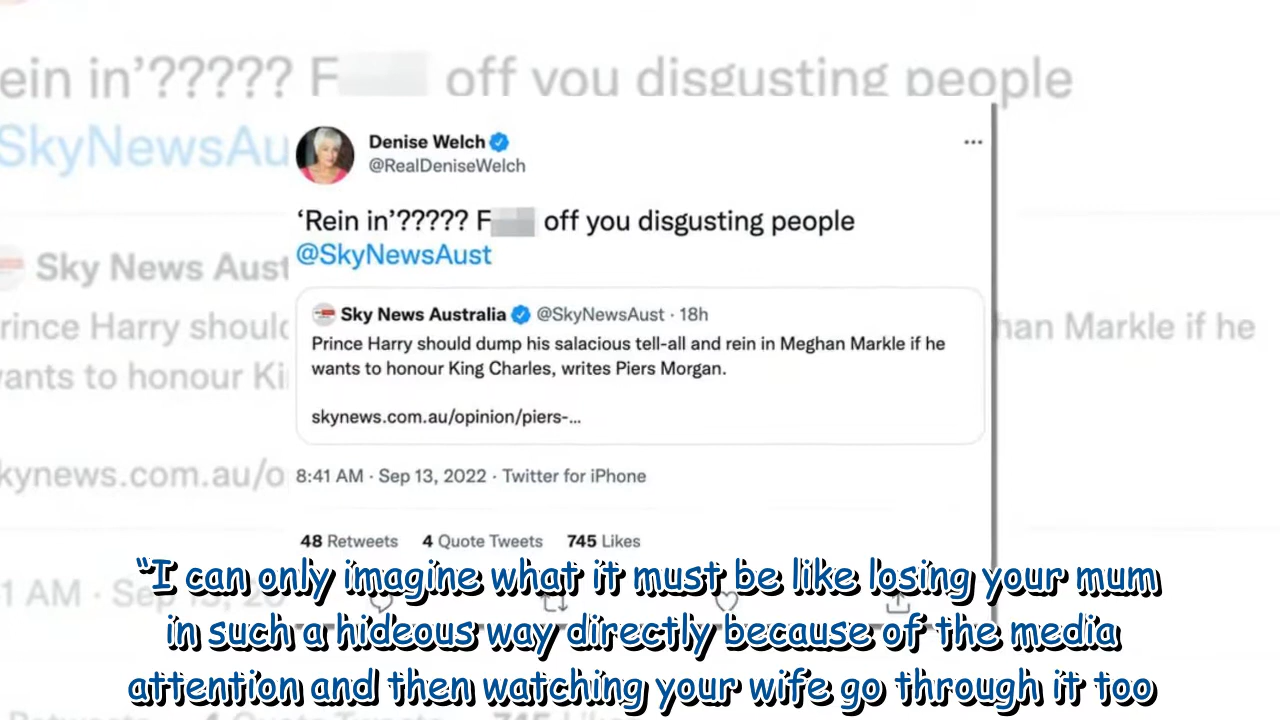 ein in’????? F off you disgusting people
SkyNewsAu
Denise Welch
@RealDeniseWelch
‘Rein in’????? F off you disgusting people
@SkyNewsAust
Sky News Aust
Sky News Australia @SkyNewsAust · 18h
rince Harry should
Prince Harry should dump his salacious tell-all and rein in Meghan Markle if he
han Markle if he
ants to honour Ki
wants to honour King Charles, writes Piers Morgan.
skynews.com.au/opinion/piers-...
kynews.com.au/o
8:41 AM · Sep 13, 2022 · Twitter for iPhone
48 Retweets 4 Quote Tweets 745 Likes
1 AM · Sep 13, 20
“I can only imagine what it must be like losing your mum
in such a hideous way directly because of the media
attention and then watching your wife go through it too